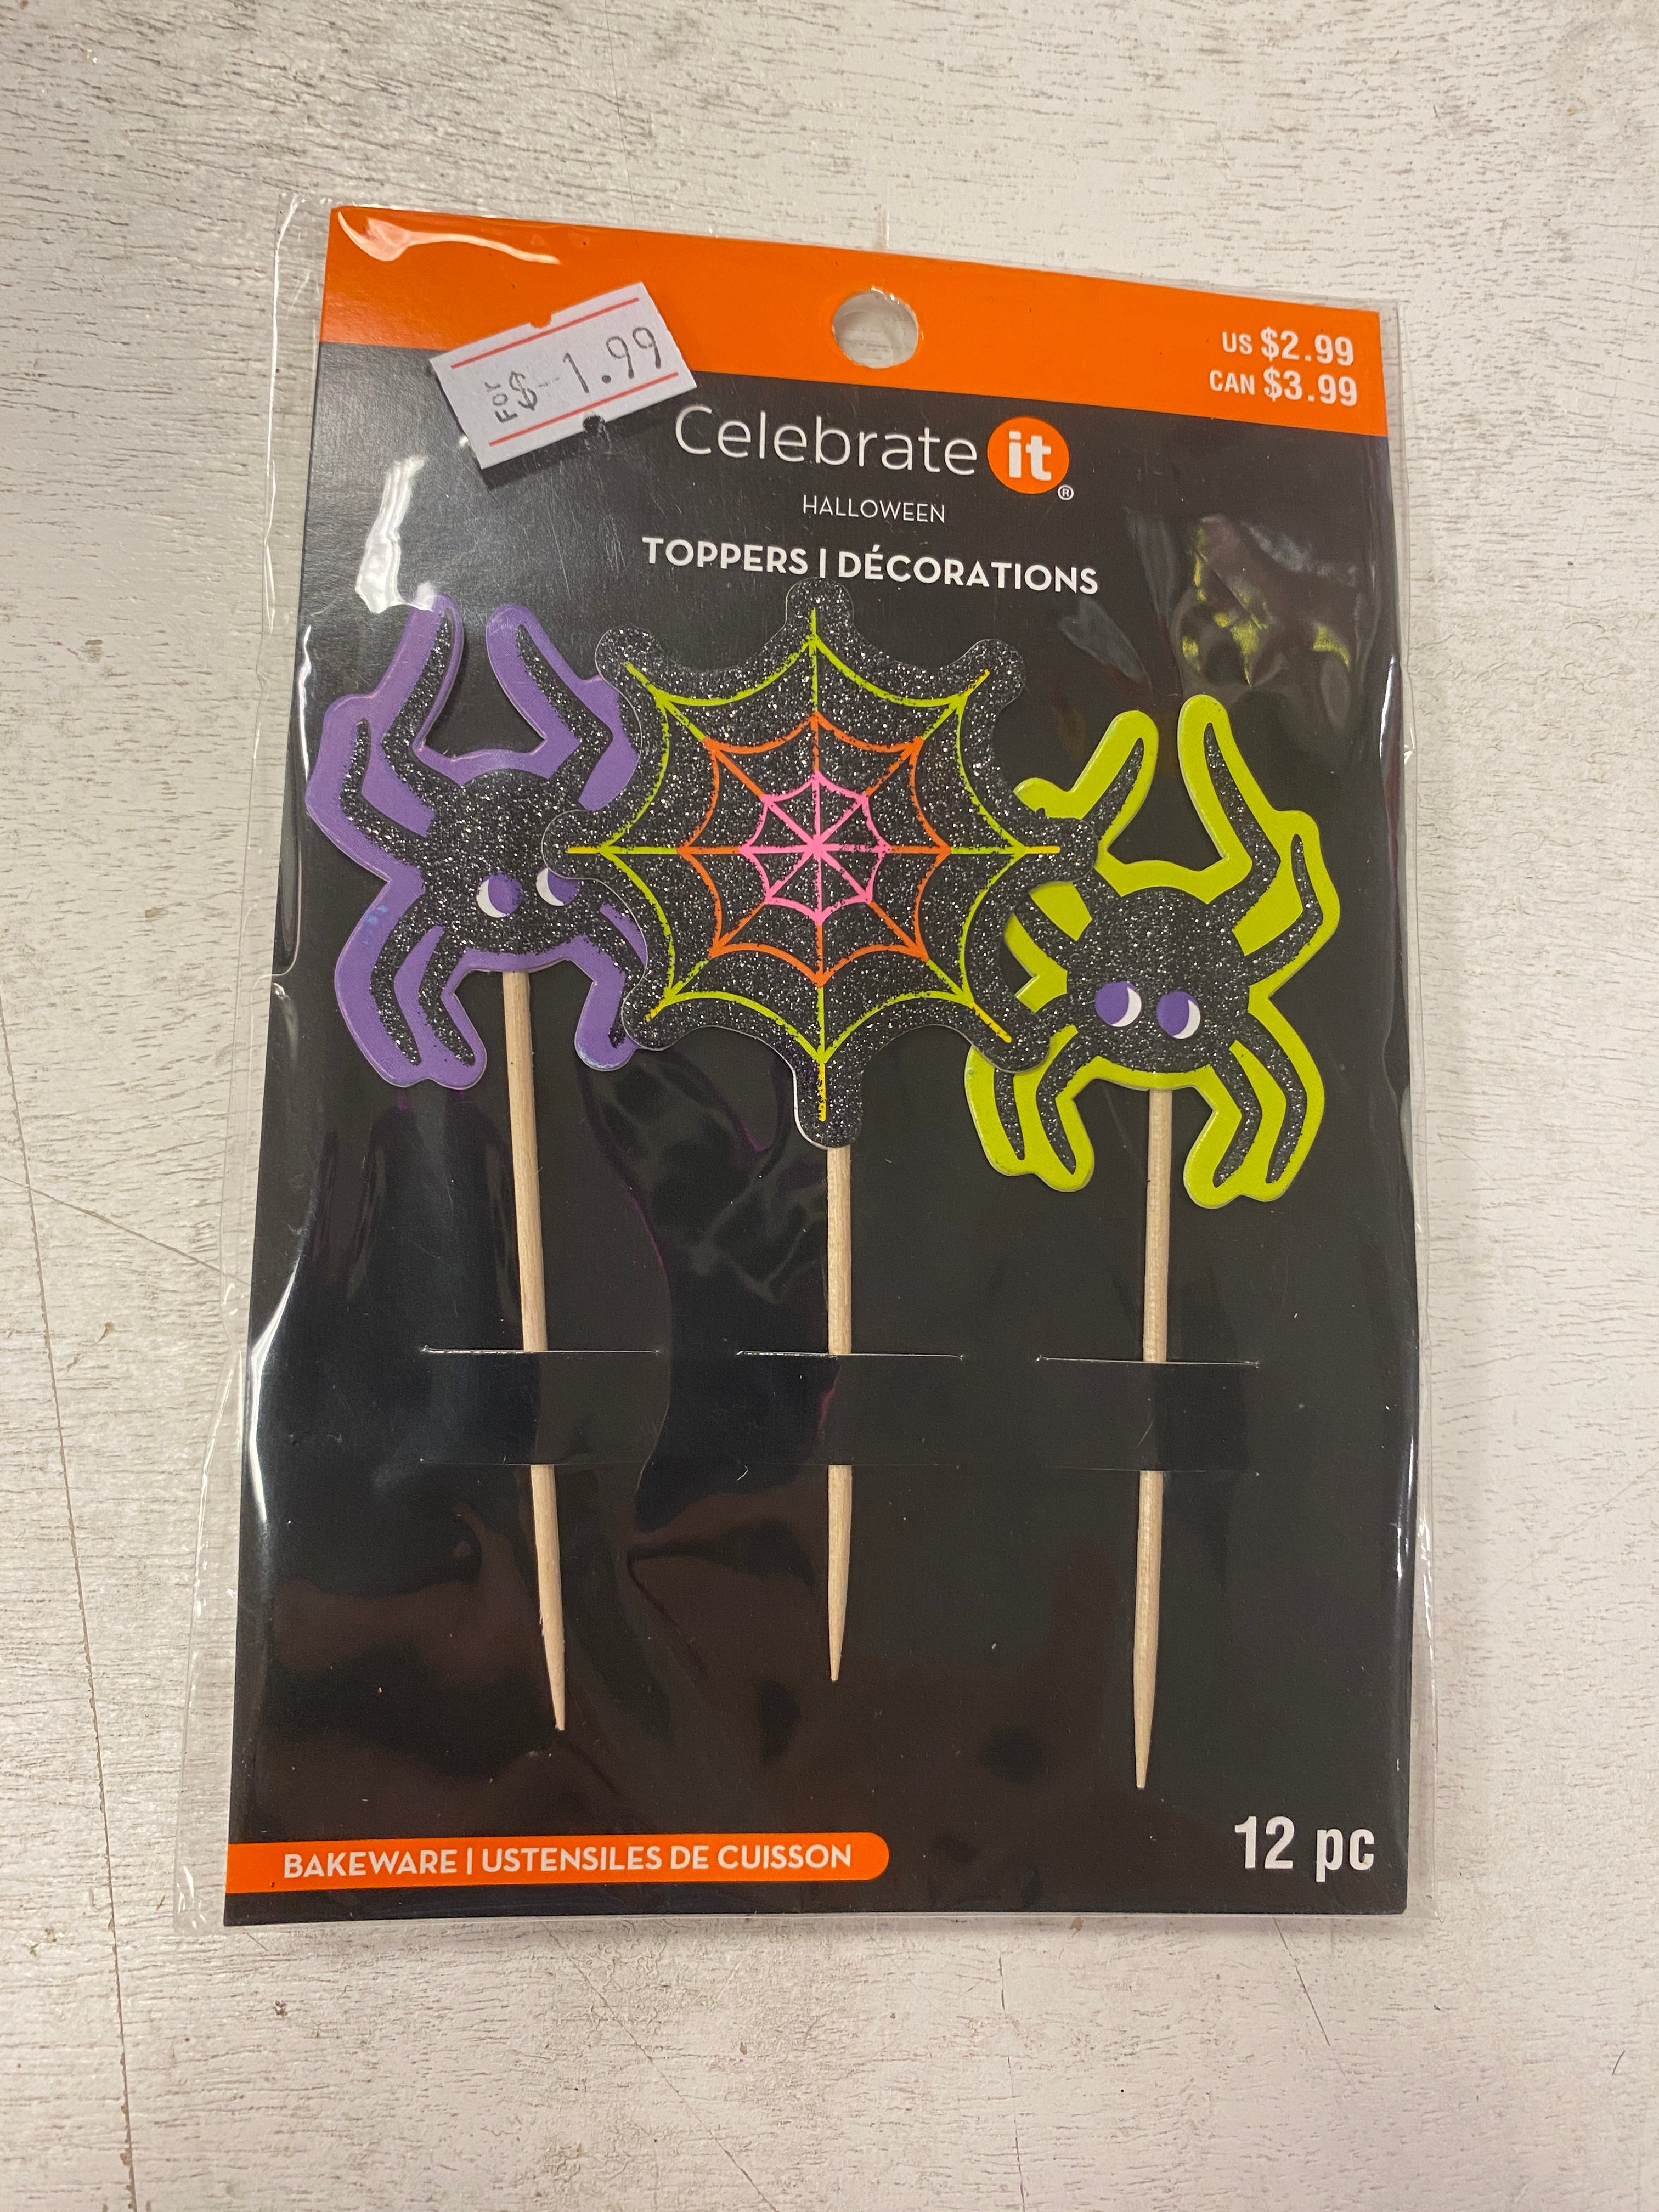 US $2.99
CAN $3.99
FOR $ 1.99
Celebrate it®
HALLOWEEN
TOPPERS | DÉCORATIONS
BAKEWARE | USTENSILES DE CUISSON
12 pc